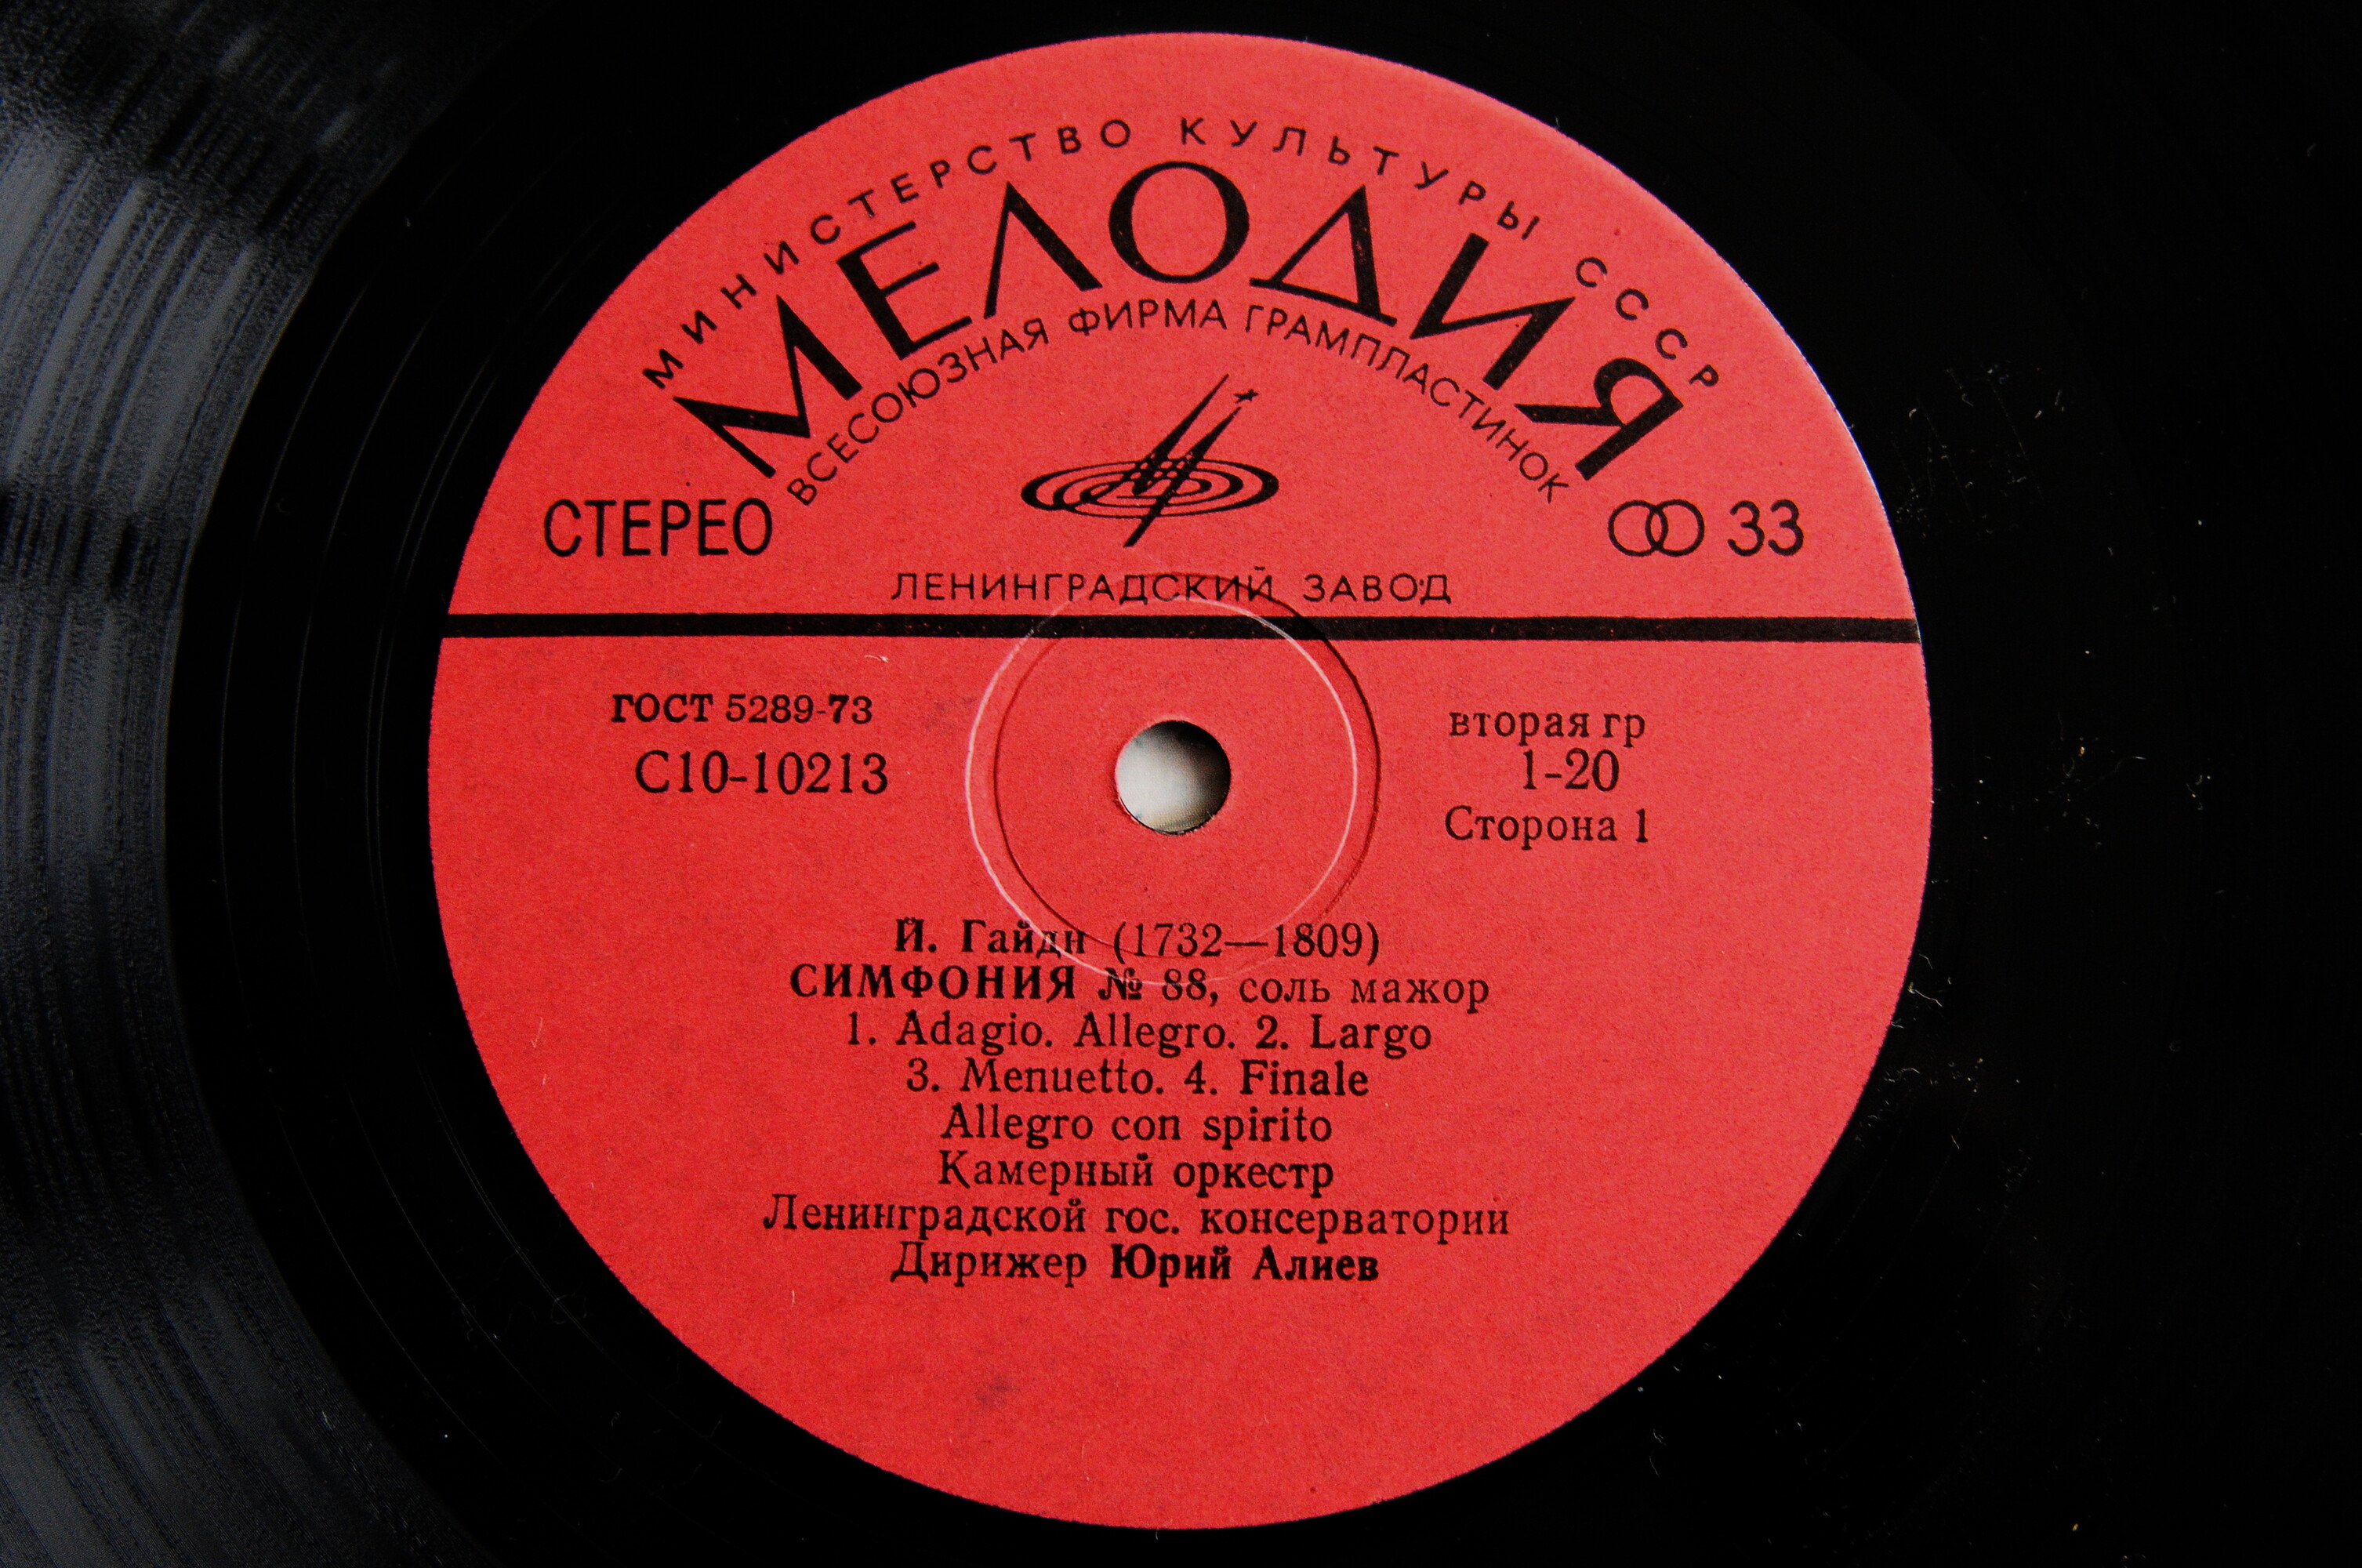 МИНИСТЕРСТВО КУЛЬТУРЫ СССР
МЕЛОДИЯ
ВСЕСОЮЗНАЯ ФИРМА ГРАМПЛАСТИНОК
СТЕРЕО
33
ЛЕНИНГРАДСКИЙ ЗАВОД
ГОСТ 5289-73
С10-10213
вторая гр
1-20
Сторона 1
Й. Гайдн (1732—1809)
СИМФОНИЯ № 88, соль мажор
1. Adagio. Allegro. 2. Largo
3. Menuetto. 4. Finale
Allegro con spirito
Камерный оркестр
Ленинградской гос. консерватории
Дирижер Юрий Алиев